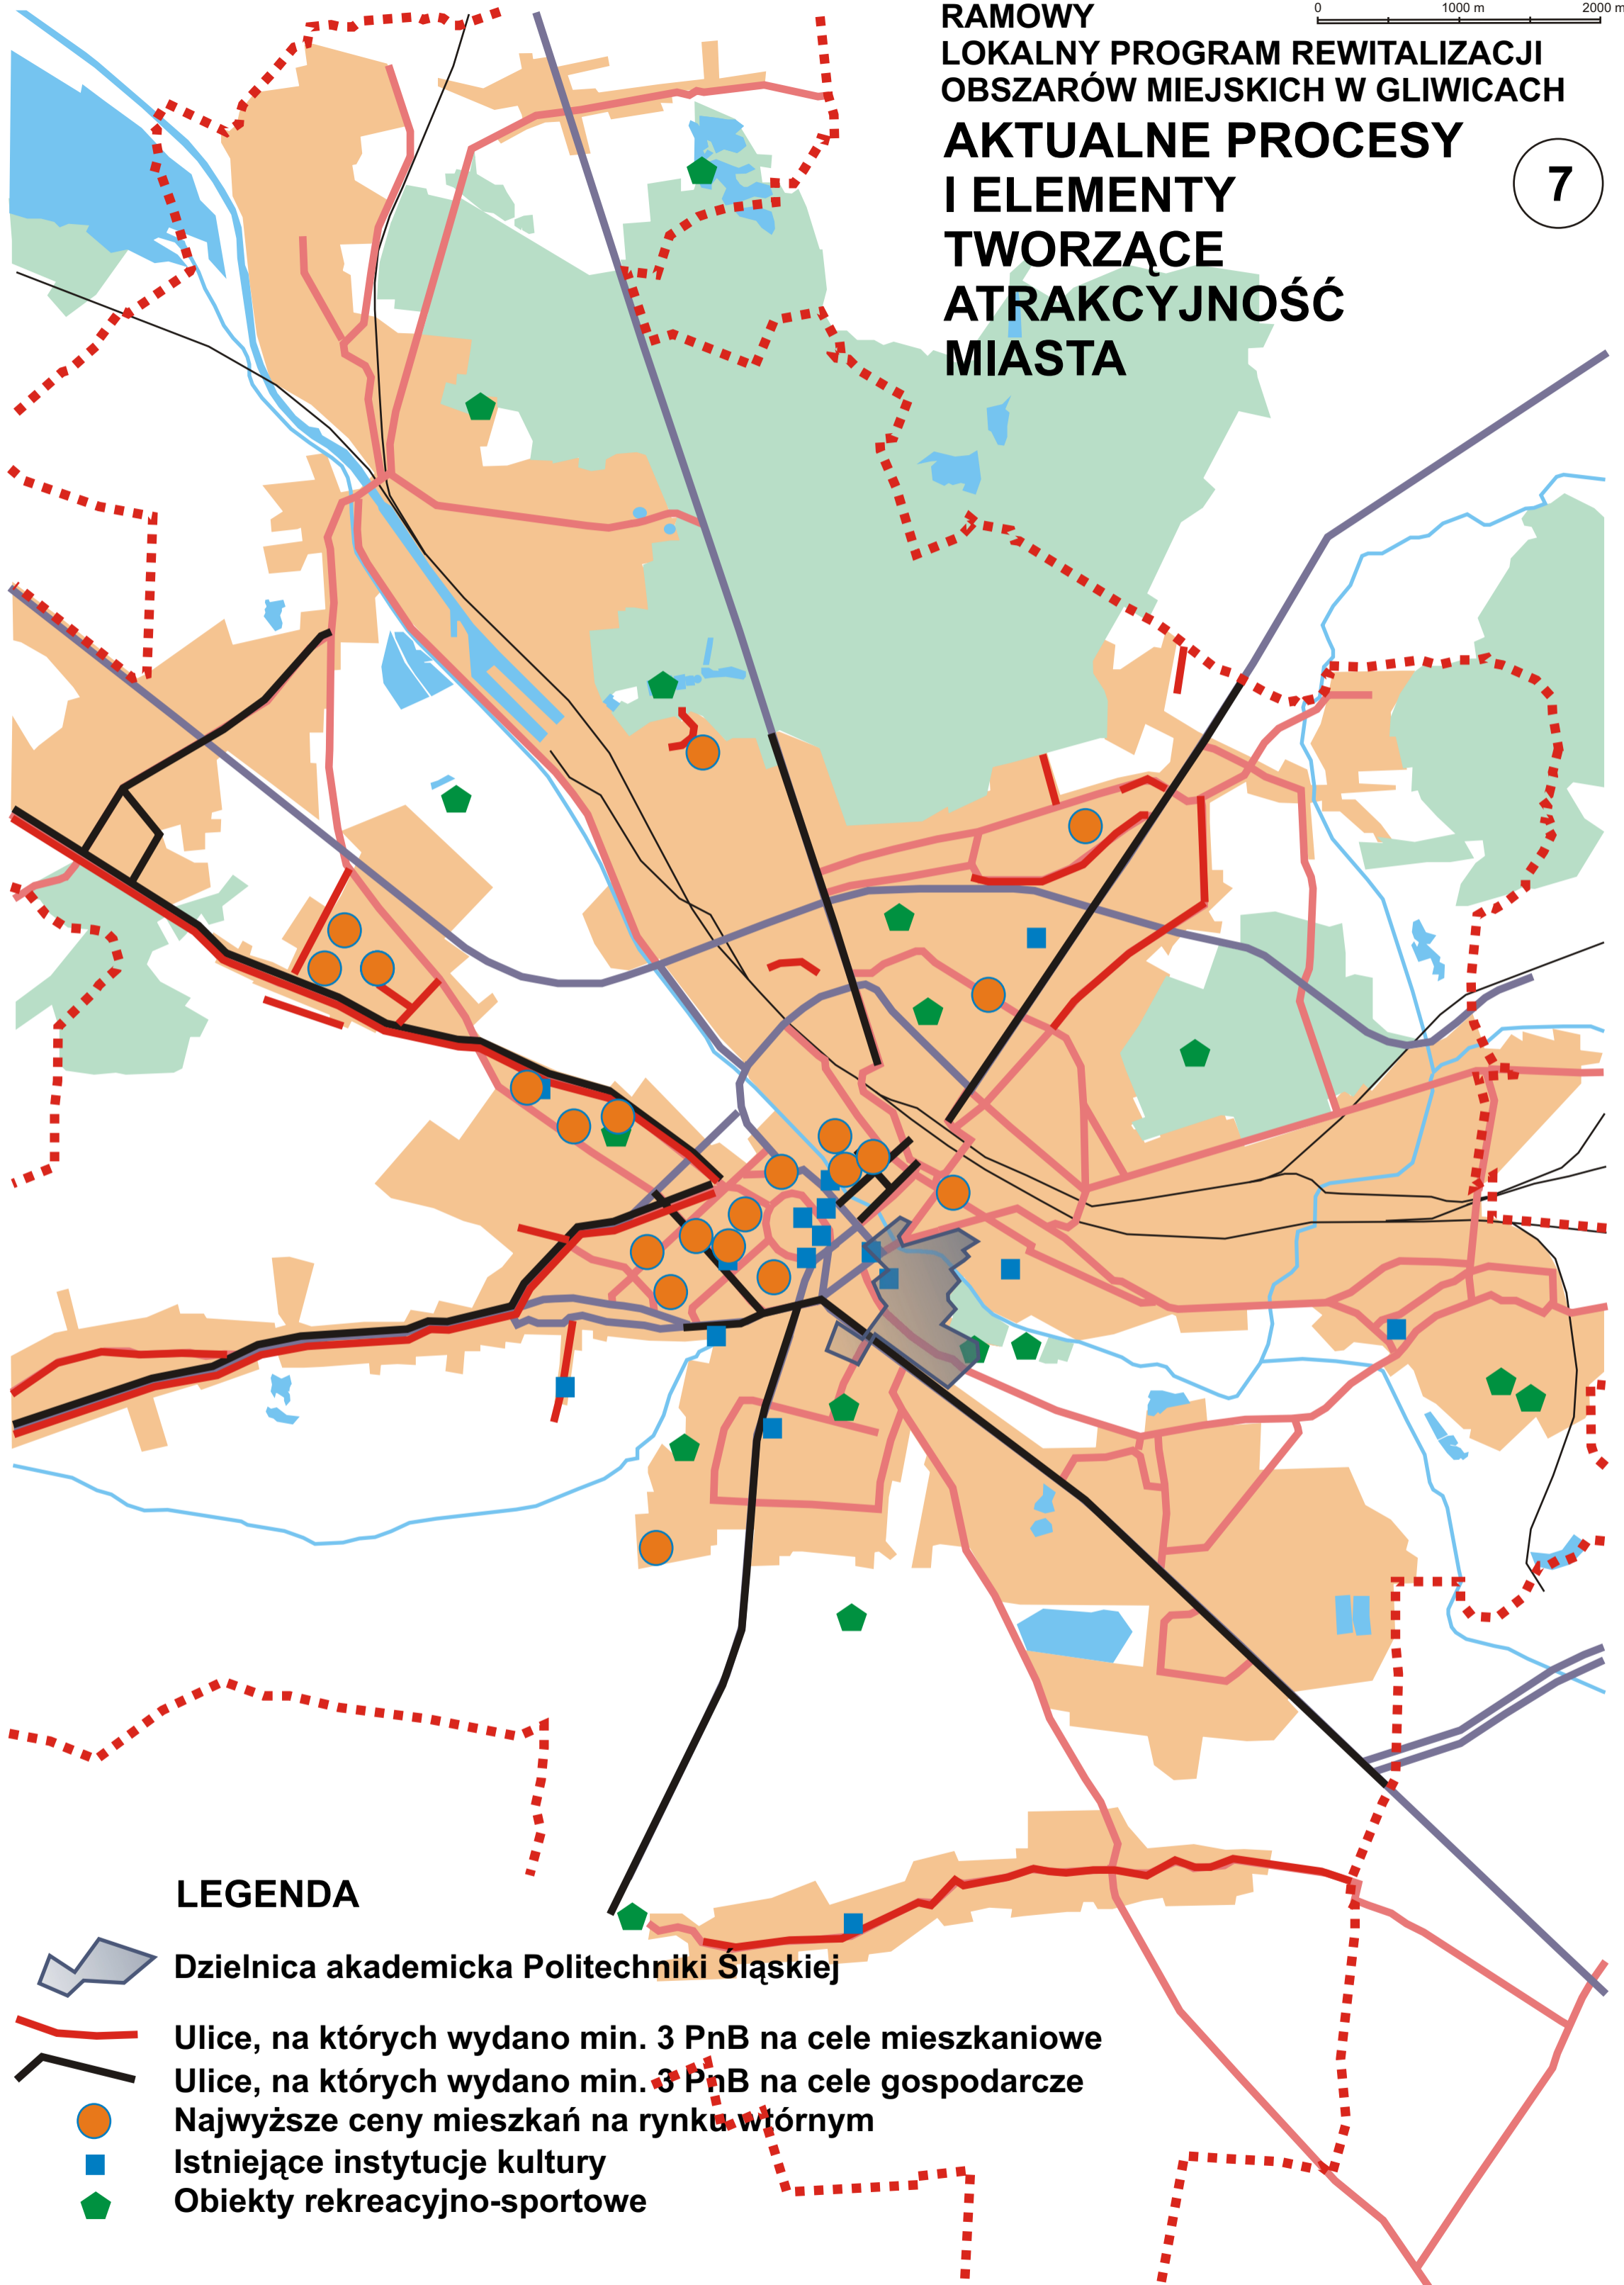 RAMOWY
LOKALNY PROGRAM REWITALIZACJI
OBSZARÓW MIEJSKICH W GLIWICACH
0 1000 m 2000 m
AKTUALNE PROCESY
I ELEMENTY
TWORZĄCE
ATRAKCYJNOŚĆ
MIASTA
7
LEGENDA
Dzielnica akademicka Politechniki Śląskiej
Ulice, na których wydano min. 3 PnB na cele mieszkaniowe
Ulice, na których wydano min. 3 PnB na cele gospodarcze
Najwyższe ceny mieszkań na rynku wtórnym
Istniejące instytucje kultury
Obiekty rekreacyjno-sportowe